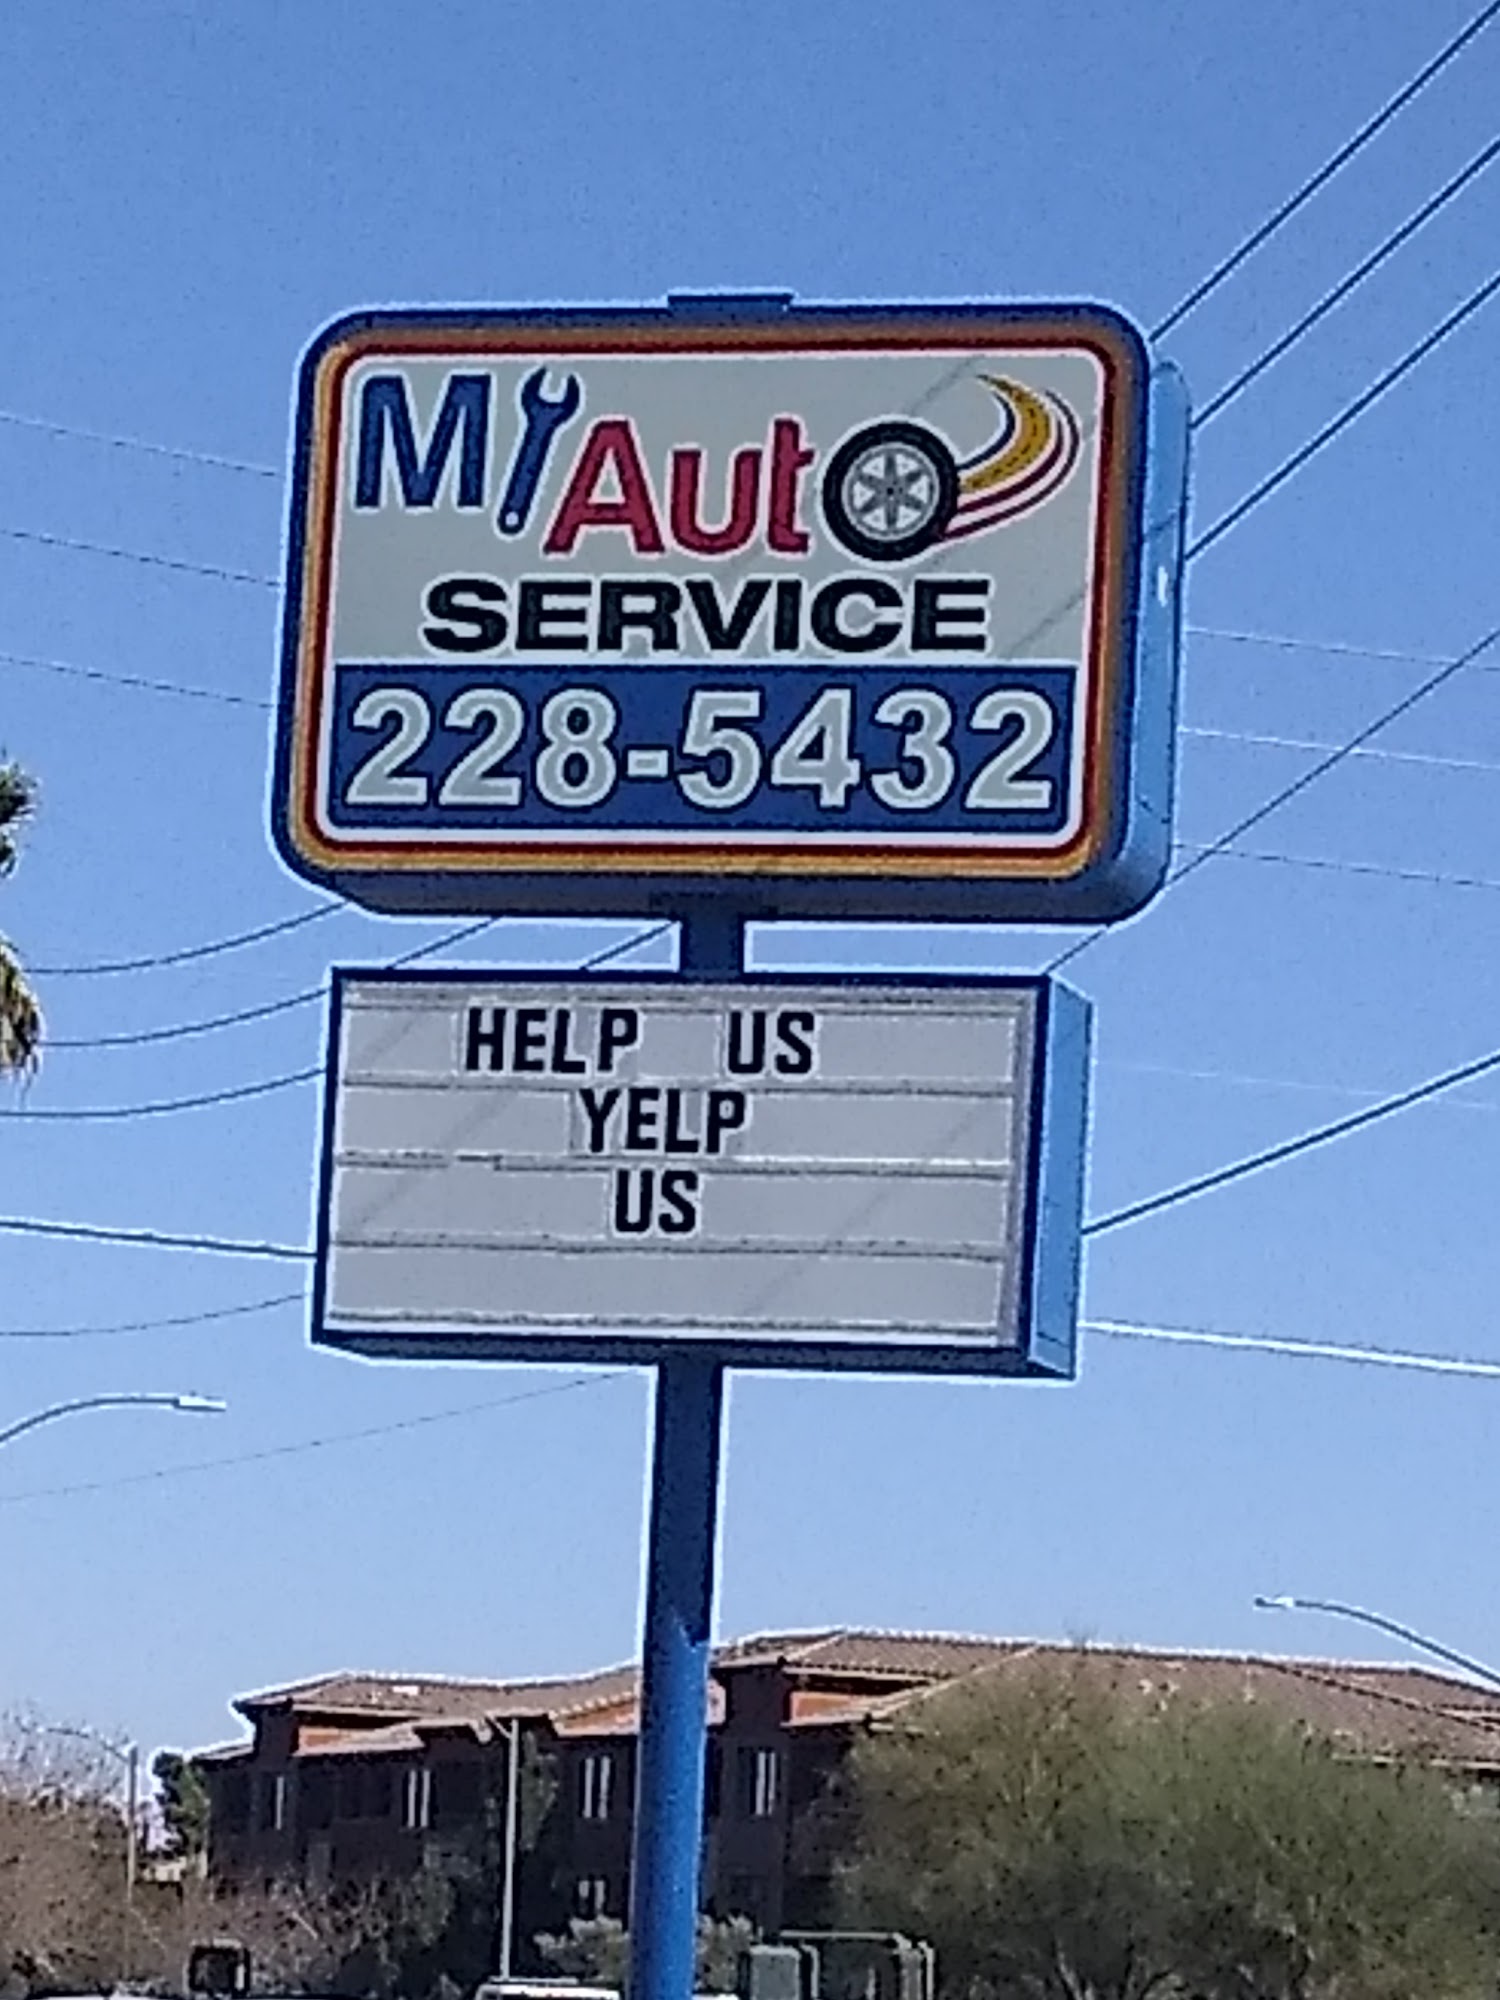 Mi Auto
SERVICE
228-5432
HELP US
YELP
US